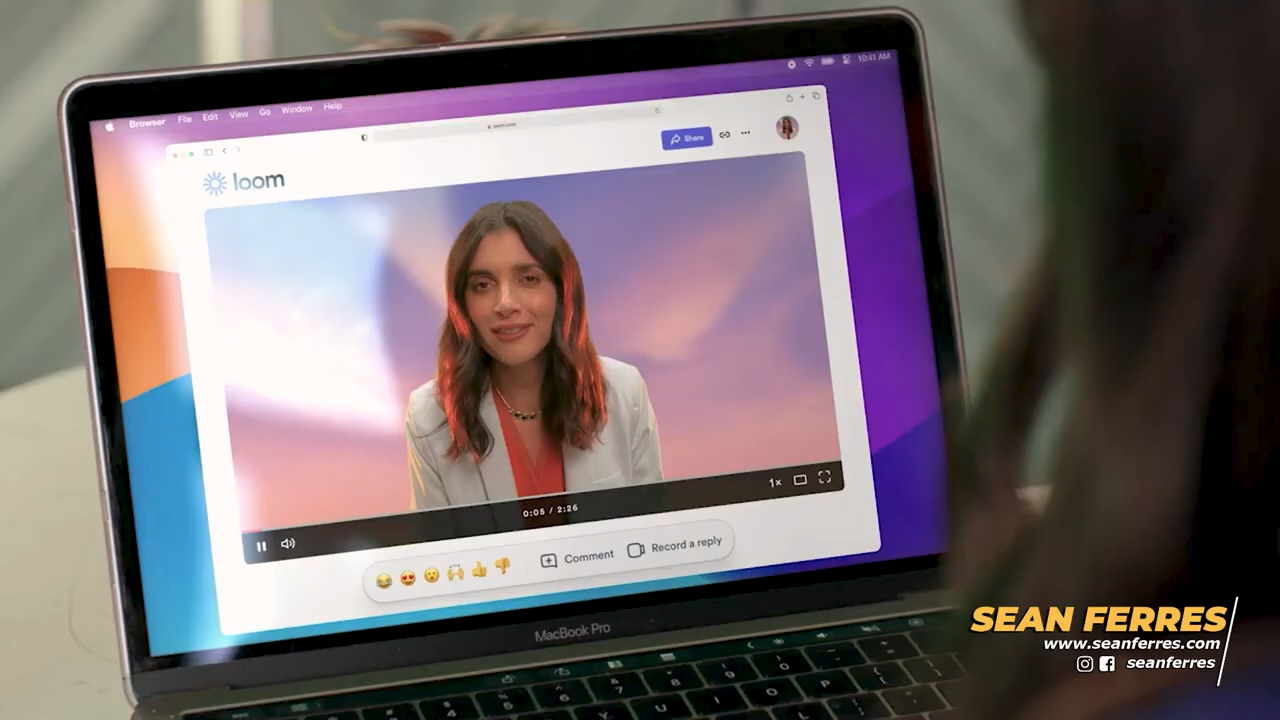 Browser File Edit View Go Window Help
10:41 AM
Share
loom
1x
0:05 / 2:26
Comment
Record a reply
MacBook Pro
SEAN FERRES
www.seanferres.com
seanferres